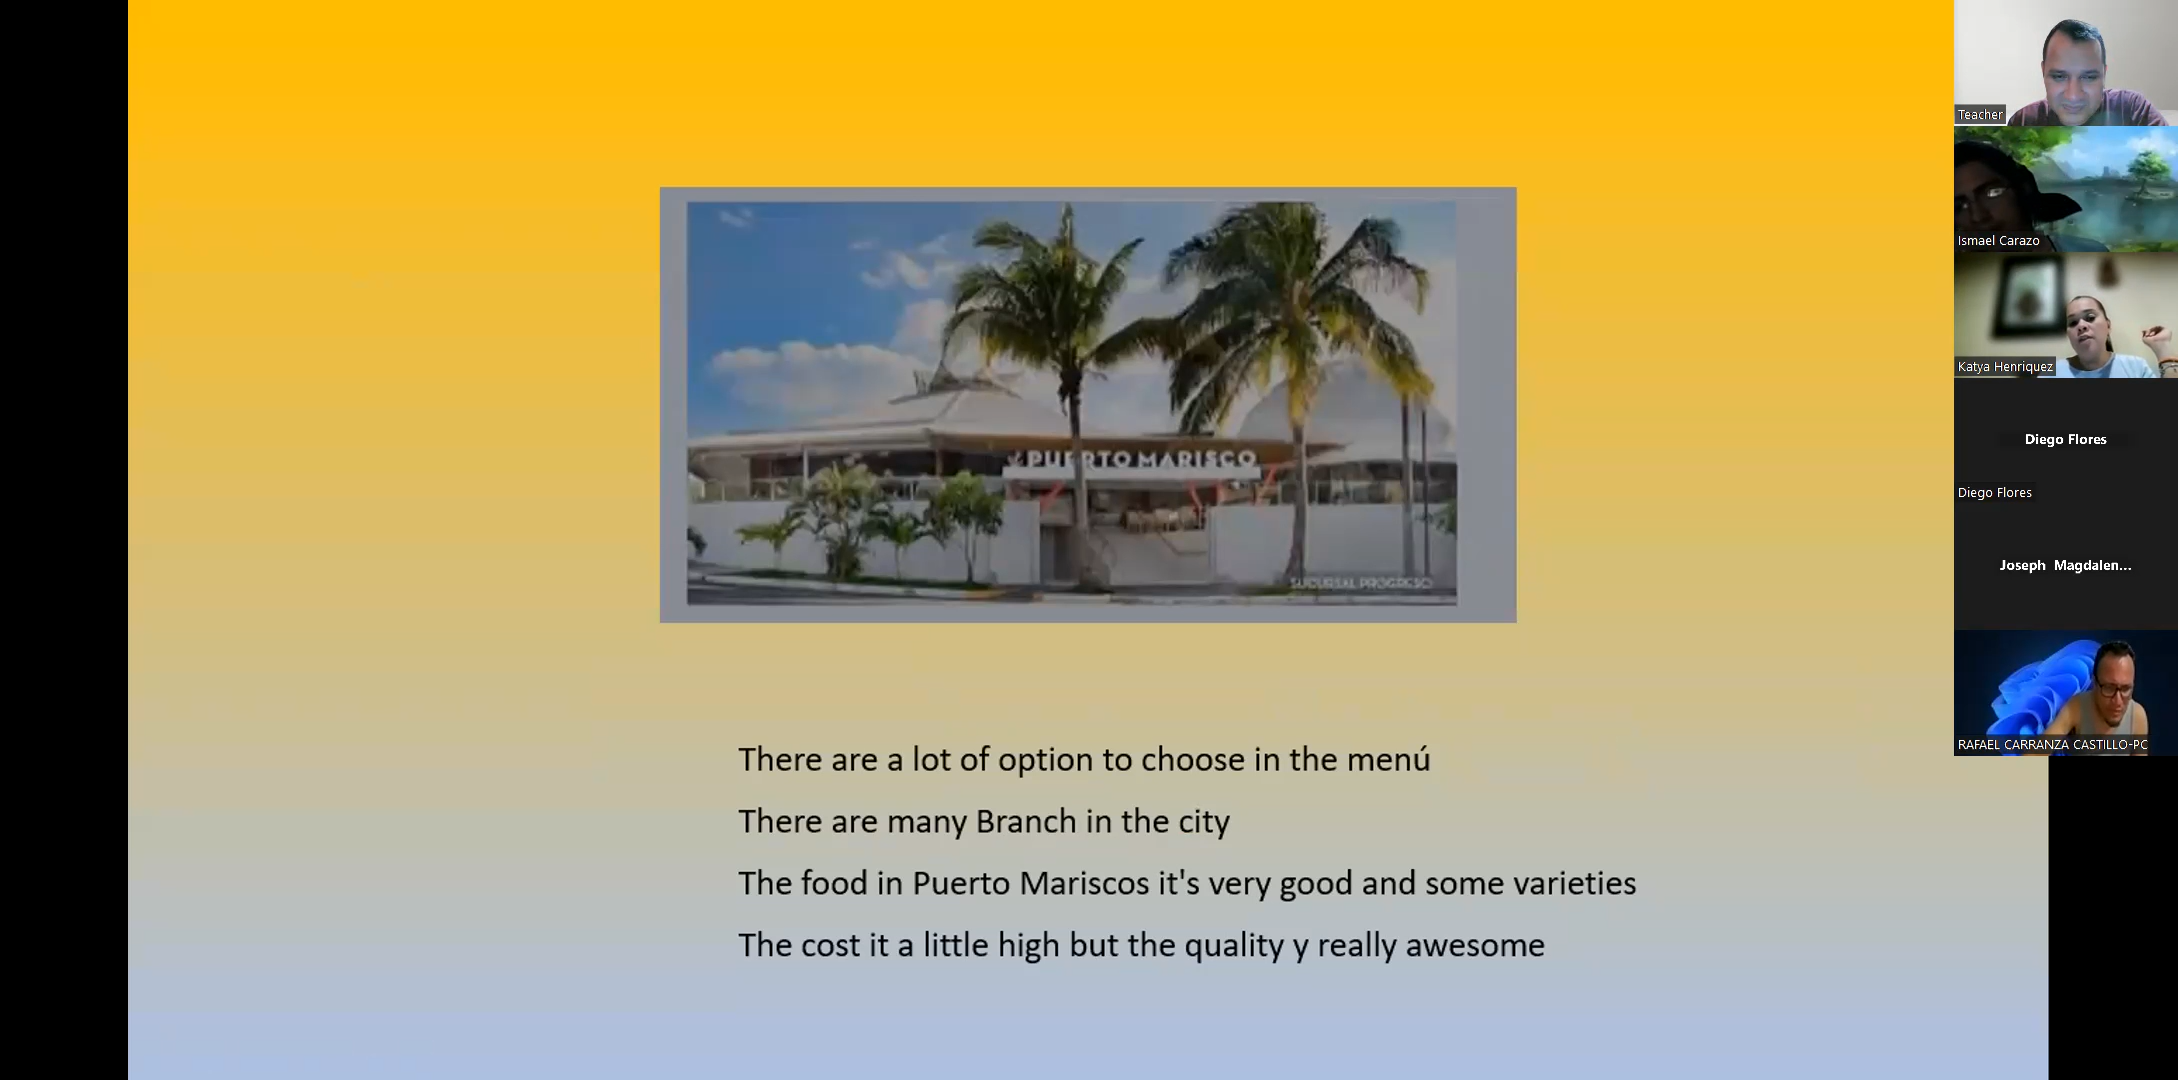 PUERTO MARISCO
SUCURSAL PROGRESO
There are a lot of option to choose in the menú
There are many Branch in the city
The food in Puerto Mariscos it's very good and some varieties
The cost it a little high but the quality y really awesome
Teacher
Ismael Carazo
Katya Henriquez
Diego Flores
Diego Flores
Joseph Magdalen...
RAFAEL CARRANZA CASTILLO-PC